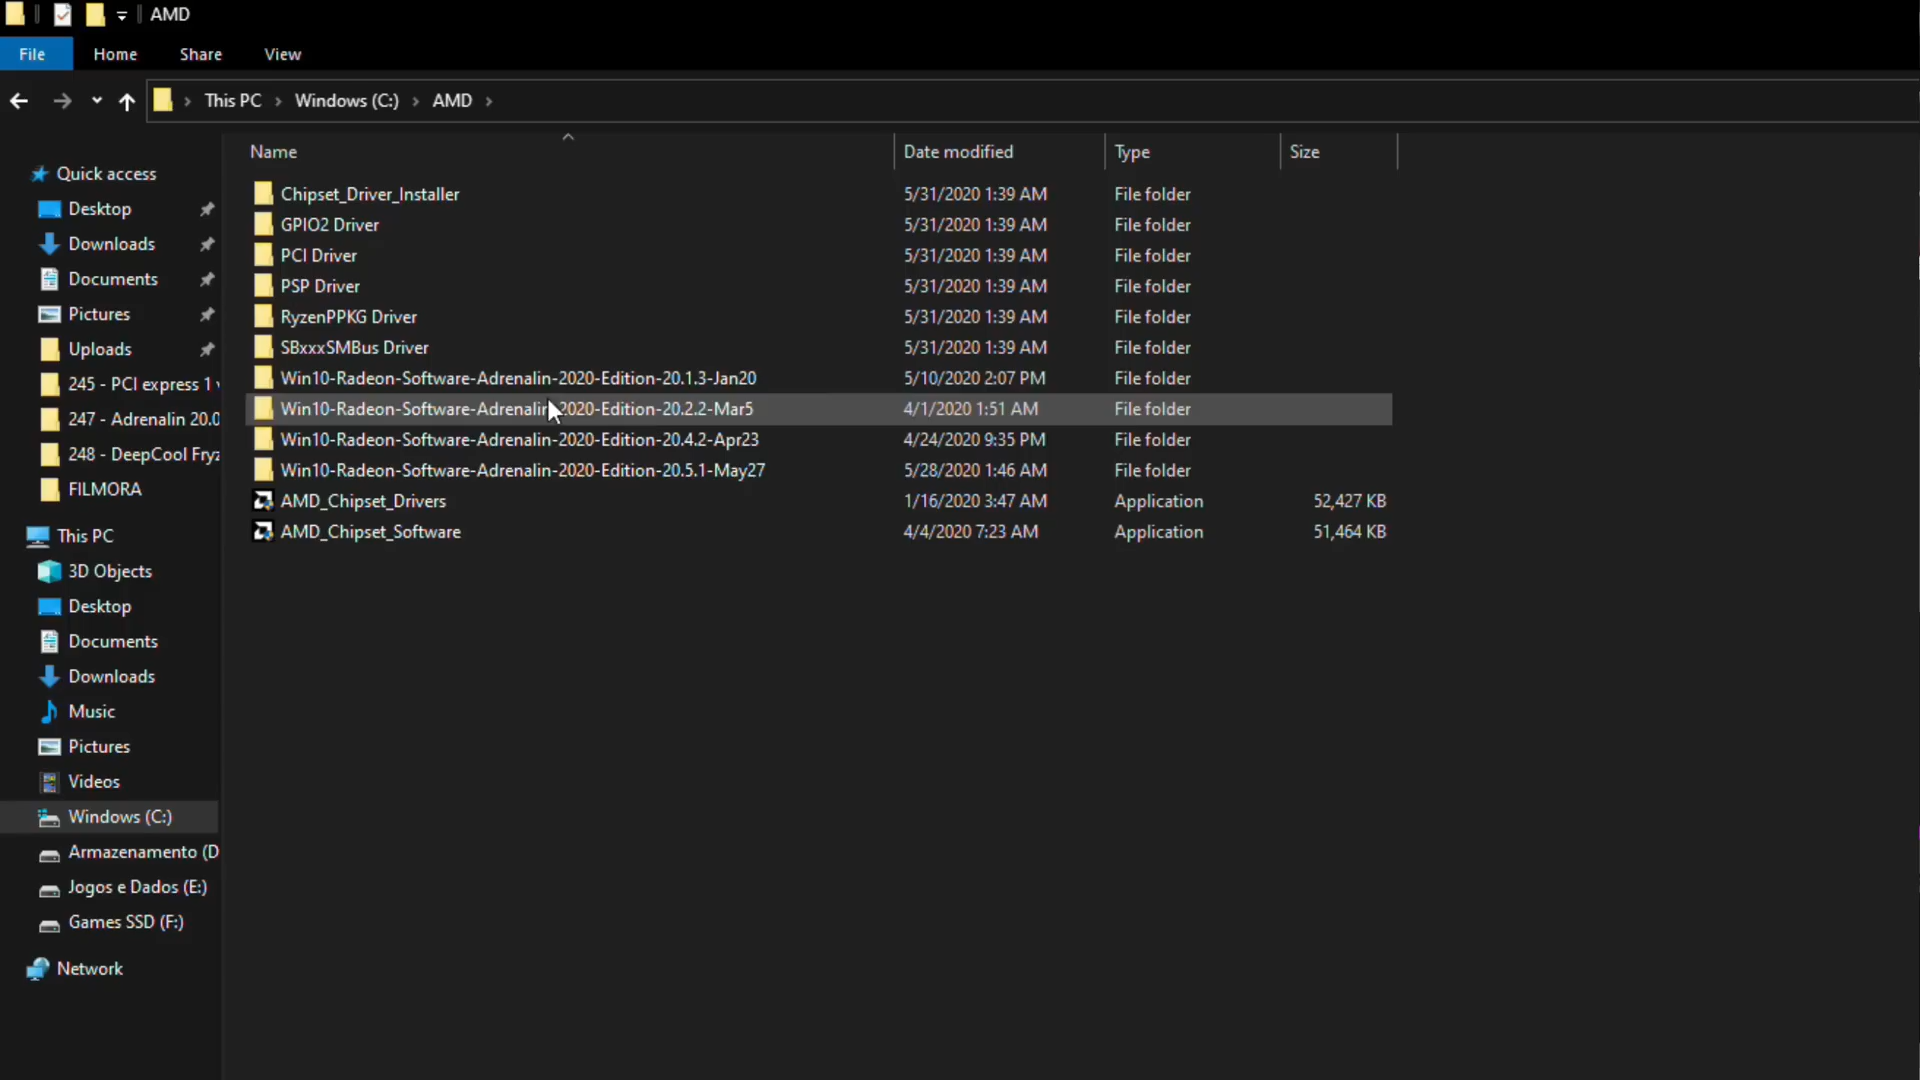 AMD
File Home Share View
This PC Windows (C:) AMD
Name Date modified Type Size
Quick access
Desktop
Downloads
Documents
Pictures
Uploads
245 - PCI express 1
247 - Adrenalin 20.0
248 - DeepCool Fryz
FILMORA
This PC
3D Objects
Desktop
Documents
Downloads
Music
Pictures
Videos
Windows (C:)
Armazenamento (D
Jogos e Dados (E:)
Games SSD (F:)
Network
Chipset_Driver_Installer 5/31/2020 1:39 AM File folder
GPIO2 Driver 5/31/2020 1:39 AM File folder
PCI Driver 5/31/2020 1:39 AM File folder
PSP Driver 5/31/2020 1:39 AM File folder
RyzenPPKG Driver 5/31/2020 1:39 AM File folder
SBxxxSMBus Driver 5/31/2020 1:39 AM File folder
Win10-Radeon-Software-Adrenalin-2020-Edition-20.1.3-Jan20 5/10/2020 2:07 PM File folder
Win10-Radeon-Software-Adrenalin-2020-Edition-20.2.2-Mar5 4/1/2020 1:51 AM File folder
Win10-Radeon-Software-Adrenalin-2020-Edition-20.4.2-Apr23 4/24/2020 9:35 PM File folder
Win10-Radeon-Software-Adrenalin-2020-Edition-20.5.1-May27 5/28/2020 1:46 AM File folder
AMD_Chipset_Drivers 1/16/2020 3:47 AM Application 52,427 KB
AMD_Chipset_Software 4/4/2020 7:23 AM Application 51,464 KB